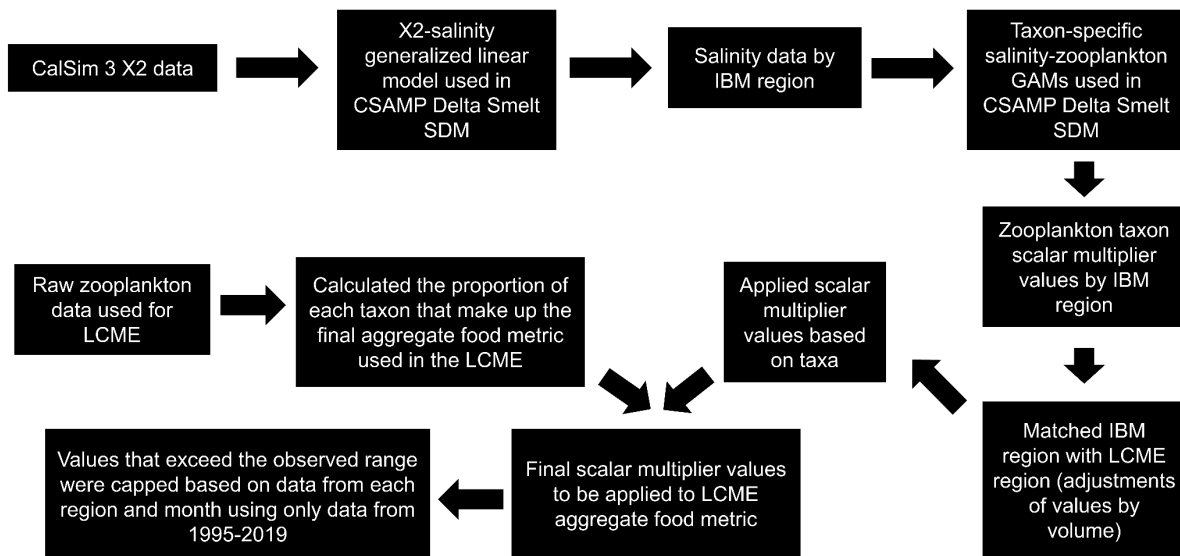 CalSim 3 X2 data
X2-salinity
generalized linear
model used in
CSAMP Delta Smelt
SDM
Salinity data by
IBM region
Taxon-specific
salinity-zooplankton
GAMs used in
CSAMP Delta Smelt
SDM
Zooplankton taxon
scalar multiplier
values by IBM
region
Matched IBM
region with LCME
region (adjustments
of values by
volume)
Applied scalar
multiplier
values based
on taxa
Raw zooplankton
data used for
LCME
Calculated the proportion of
each taxon that make up the
final aggregate food metric
used in the LCME
Final scalar multiplier values
to be applied to LCME
aggregate food metric
Values that exceed the observed range
were capped based on data from each
region and month using only data from
1995-2019